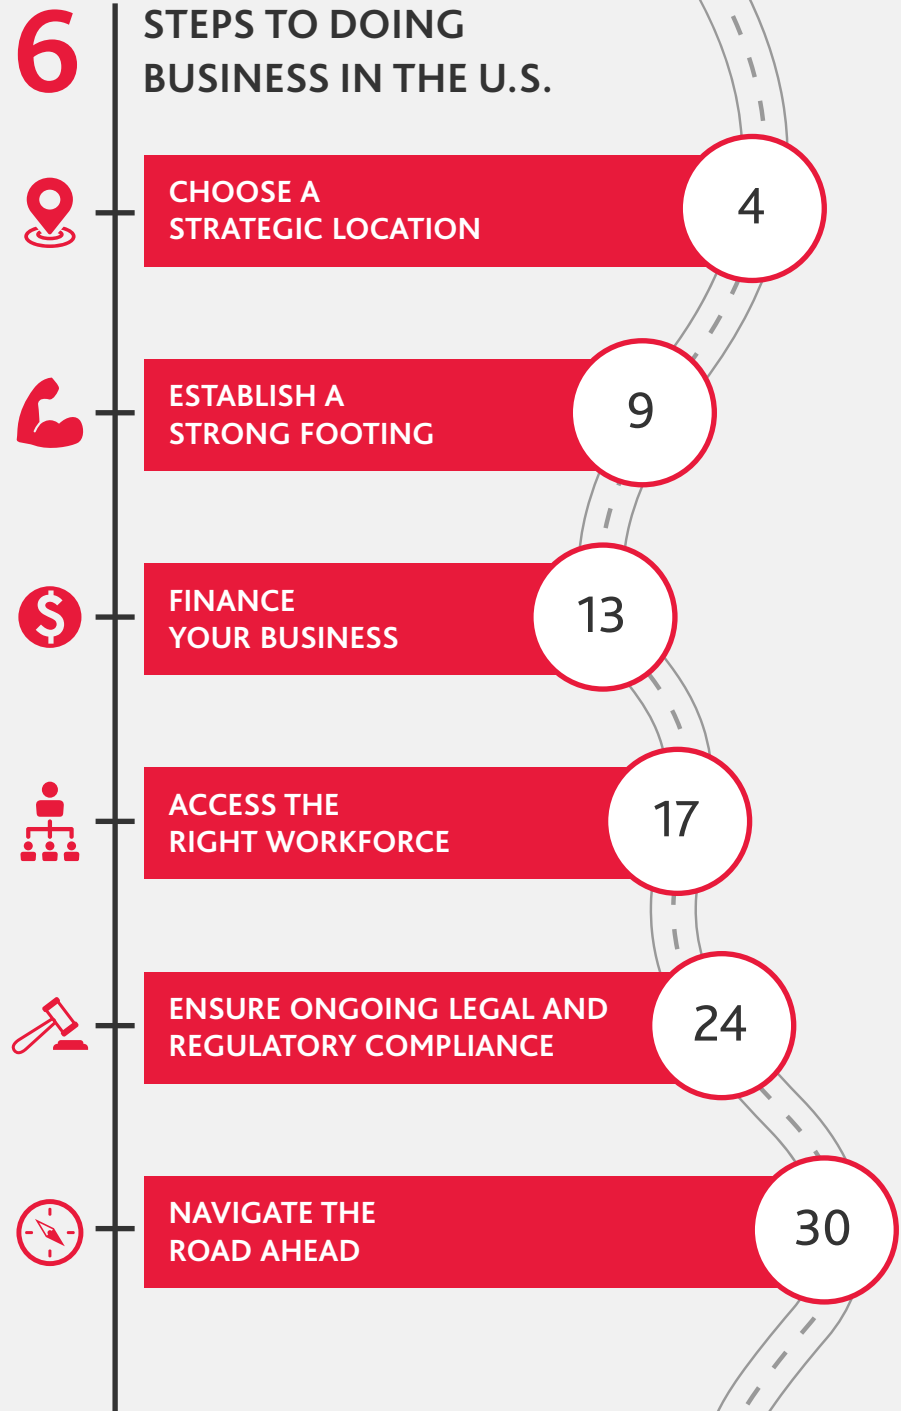 6
STEPS TO DOING
BUSINESS IN THE U.S.
CHOOSE A
STRATEGIC LOCATION
4
ESTABLISH A
STRONG FOOTING
9
$
FINANCE
YOUR BUSINESS
13
ACCESS THE
RIGHT WORKFORCE
17
ENSURE ONGOING LEGAL AND
REGULATORY COMPLIANCE
24
NAVIGATE THE
ROAD AHEAD
30